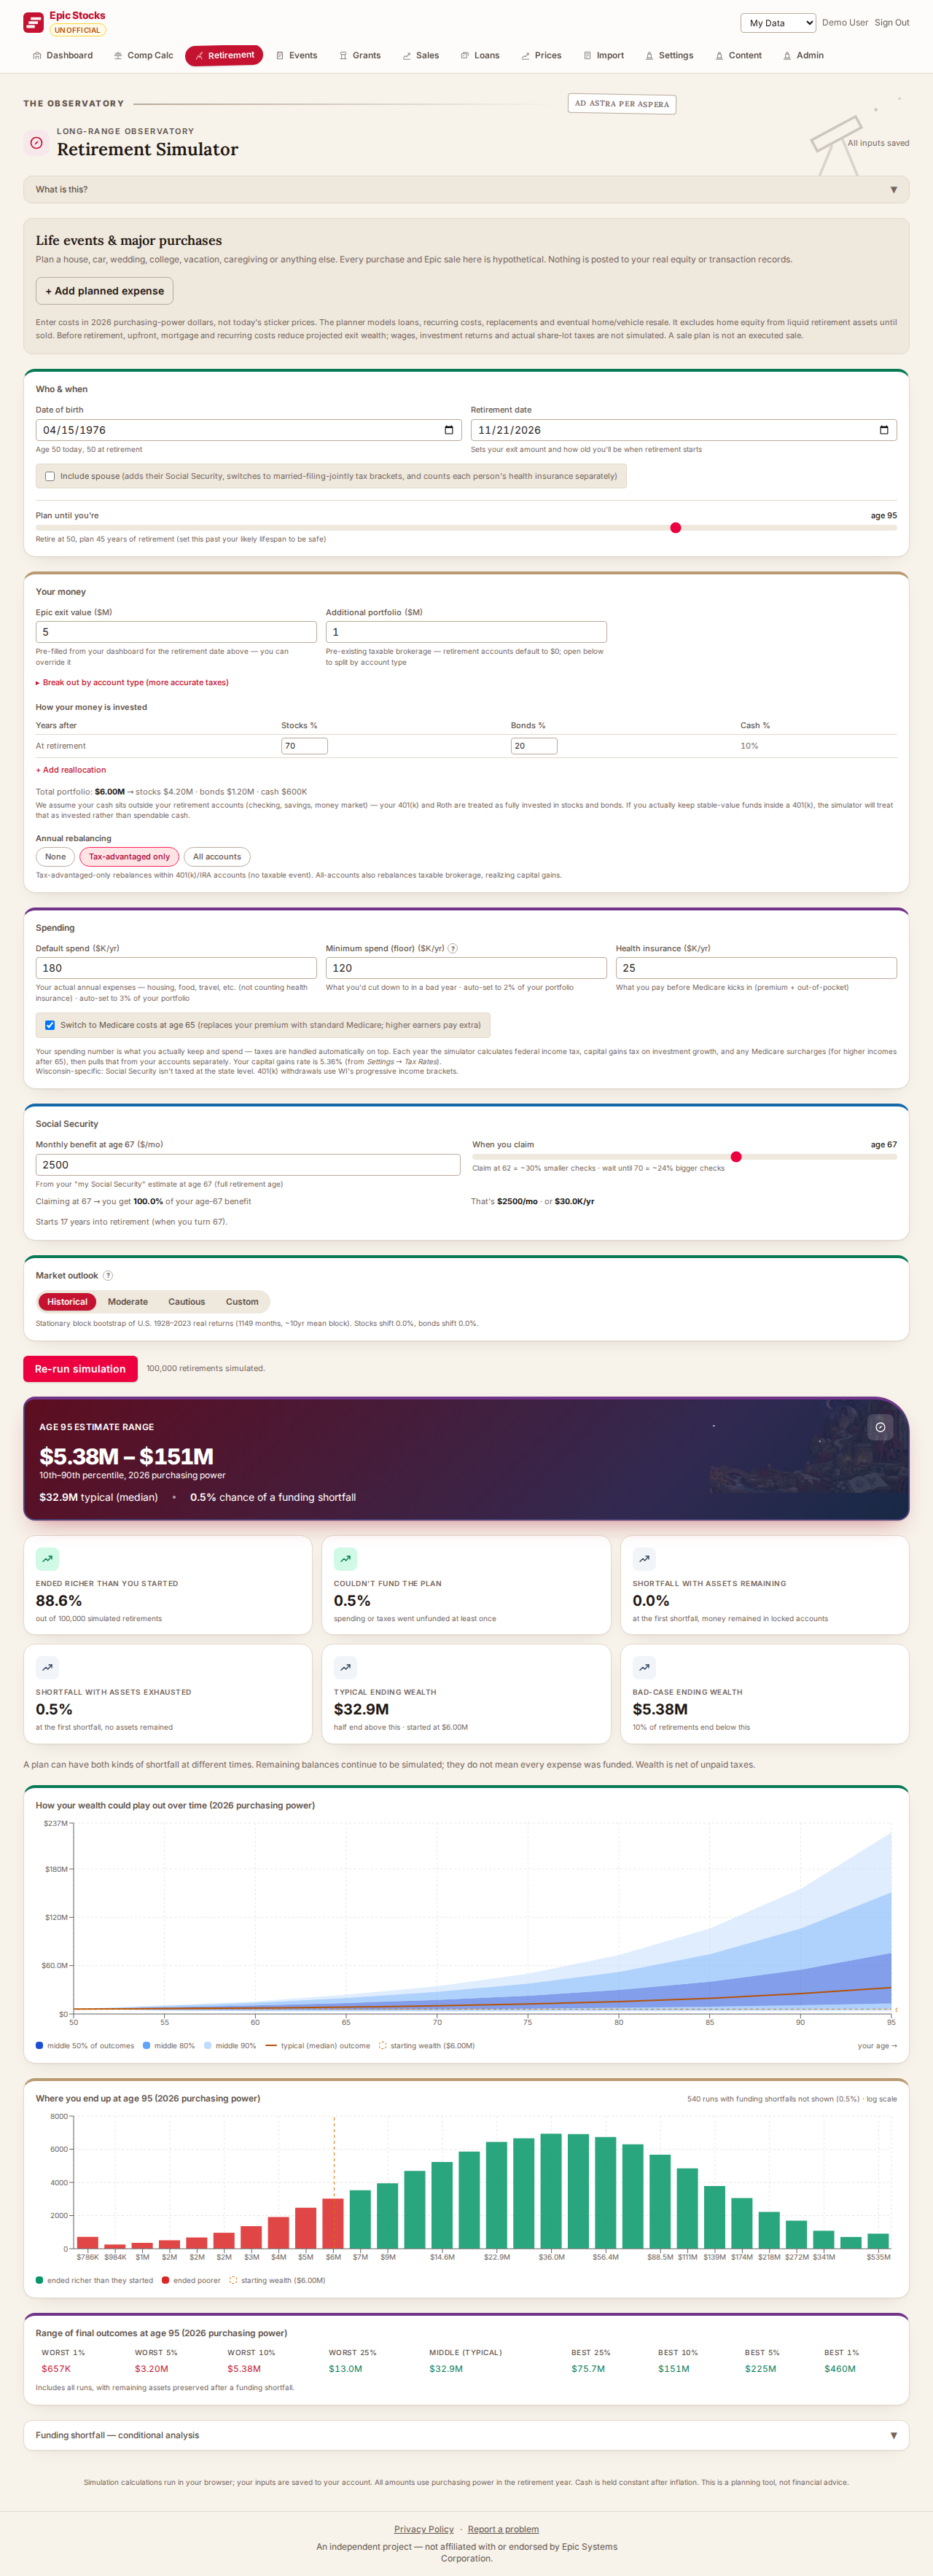 Epic Stocks
UNOFFICIAL
My Data
Demo User
Sign Out
Dashboard
Comp Calc
Retirement
Events
Grants
Sales
Loans
Prices
Import
Settings
Content
Admin
THE OBSERVATORY
AD ASTRA PER ASPERA
LONG-RANGE OBSERVATORY
Retirement Simulator
All inputs saved
What is this?
Life events & major purchases
Plan a house, car, wedding, college, vacation, caregiving or anything else. Every purchase and Epic sale here is hypothetical. Nothing is posted to your real equity or transaction records.
+ Add planned expense
Enter costs in 2026 purchasing-power dollars, not today's sticker prices. The planner models loans, recurring costs, replacements and eventual home/vehicle resale. It excludes home equity from liquid retirement assets until
sold. Before retirement, upfront, mortgage and recurring costs reduce projected exit wealth; wages, investment returns and actual share-lot taxes are not simulated. A sale plan is not an executed sale.
Who & when
Date of birth
Retirement date
04/15/1976
11/21/2026
Age 50 today, 50 at retirement
Sets your exit amount and how old you'll be when retirement starts
Include spouse (adds their Social Security, switches to married-filing-jointly tax brackets, and counts each person's health insurance separately)
Plan until you're
age 95
Retire at 50, plan 45 years of retirement (set this past your likely lifespan to be safe)
Your money
Epic exit value ($M)
Additional portfolio ($M)
5
1
Pre-filled from your dashboard for the retirement date above — you can
override it
Pre-existing taxable brokerage — retirement accounts default to $0; open below
to split by account type
▸ Break out by account type (more accurate taxes)
How your money is invested
Years after
Stocks %
Bonds %
Cash %
At retirement
70
20
10%
+ Add reallocation
Total portfolio: $6.00M → stocks $4.20M · bonds $1.20M · cash $600K
We assume your cash sits outside your retirement accounts (checking, savings, money market) — your 401(k) and Roth are treated as fully invested in stocks and bonds. If you actually keep stable-value funds inside a 401(k), the simulator will treat
that as invested rather than spendable cash.
Annual rebalancing
None
Tax-advantaged only
All accounts
Tax-advantaged-only rebalances within 401(k)/IRA accounts (no taxable event). All-accounts also rebalances taxable brokerage, realizing capital gains.
Spending
Default spend ($K/yr)
Minimum spend (floor) ($K/yr) ?
Health insurance ($K/yr)
180
120
25
Your actual annual expenses — housing, food, travel, etc. (not counting health
insurance) · auto-set to 3% of your portfolio
What you'd cut down to in a bad year · auto-set to 2% of your portfolio
What you pay before Medicare kicks in (premium + out-of-pocket)
Switch to Medicare costs at age 65 (replaces your premium with standard Medicare; higher earners pay extra)
Your spending number is what you actually keep and spend — taxes are handled automatically on top. Each year the simulator calculates federal income tax, capital gains tax on investment growth, and any Medicare surcharges (for higher incomes
after 65), then pulls that from your accounts separately. Your capital gains rate is 5.36% (from Settings → Tax Rates).
Wisconsin-specific: Social Security isn't taxed at the state level. 401(k) withdrawals use WI's progressive income brackets.
Social Security
Monthly benefit at age 67 ($/mo)
When you claim
age 67
2500
Claim at 62 = ~30% smaller checks · wait until 70 = ~24% bigger checks
From your "my Social Security" estimate at age 67 (full retirement age)
Claiming at 67 → you get 100.0% of your age-67 benefit
That's $2500/mo · or $30.0K/yr
Starts 17 years into retirement (when you turn 67).
Market outlook ?
Historical
Moderate
Cautious
Custom
Stationary block bootstrap of U.S. 1928–2023 real returns (1149 months, ~10yr mean block). Stocks shift 0.0%, bonds shift 0.0%.
Re-run simulation
100,000 retirements simulated.
AGE 95 ESTIMATE RANGE
$5.38M – $151M
10th–90th percentile, 2026 purchasing power
$32.9M typical (median) • 0.5% chance of a funding shortfall
ENDED RICHER THAN YOU STARTED
88.6%
out of 100,000 simulated retirements
COULDN'T FUND THE PLAN
0.5%
spending or taxes went unfunded at least once
SHORTFALL WITH ASSETS REMAINING
0.0%
at the first shortfall, money remained in locked accounts
SHORTFALL WITH ASSETS EXHAUSTED
0.5%
at the first shortfall, no assets remained
TYPICAL ENDING WEALTH
$32.9M
half end above this · started at $6.00M
BAD-CASE ENDING WEALTH
$5.38M
10% of retirements end below this
A plan can have both kinds of shortfall at different times. Remaining balances continue to be simulated; they do not mean every expense was funded. Wealth is net of unpaid taxes.
How your wealth could play out over time (2026 purchasing power)
$237M
$180M
$120M
$60.0M
$0
50 55 60 65 70 75 80 85 90 95
middle 50% of outcomes
middle 80%
middle 90%
typical (median) outcome
starting wealth ($6.00M)
your age →
Where you end up at age 95 (2026 purchasing power)
540 runs with funding shortfalls not shown (0.5%) · log scale
8000
6000
4000
2000
0
$786K $984K $1M $2M $2M $2M $3M $4M $5M $6M $7M $9M $14.6M $22.9M $36.0M $56.4M $88.5M $111M $139M $174M $218M $272M $341M $535M
ended richer than they started
ended poorer
starting wealth ($6.00M)
Range of final outcomes at age 95 (2026 purchasing power)
WORST 1%
WORST 5%
WORST 10%
WORST 25%
MIDDLE (TYPICAL)
BEST 25%
BEST 10%
BEST 5%
BEST 1%
$657K
$3.20M
$5.38M
$13.0M
$32.9M
$75.7M
$151M
$225M
$460M
Includes all runs, with remaining assets preserved after a funding shortfall.
Funding shortfall — conditional analysis
Simulation calculations run in your browser; your inputs are saved to your account. All amounts use purchasing power in the retirement year. Cash is held constant after inflation. This is a planning tool, not financial advice.
Privacy Policy · Report a problem
An independent project — not affiliated with or endorsed by Epic Systems
Corporation.